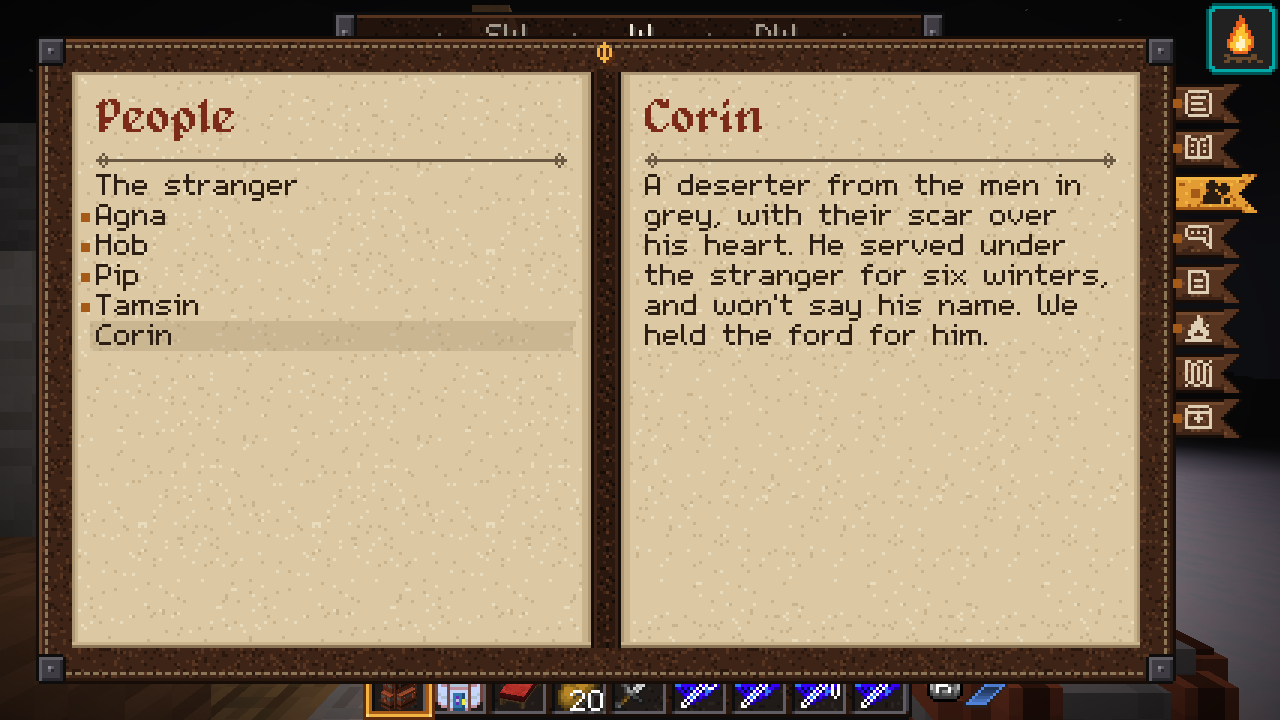 People
The stranger
Agna
Hob
Pip
Tamsin
Corin
Corin
A deserter from the men in
grey, with their scar over
his heart. He served under
the stranger for six winters,
and won't say his name. We
held the ford for him.
20